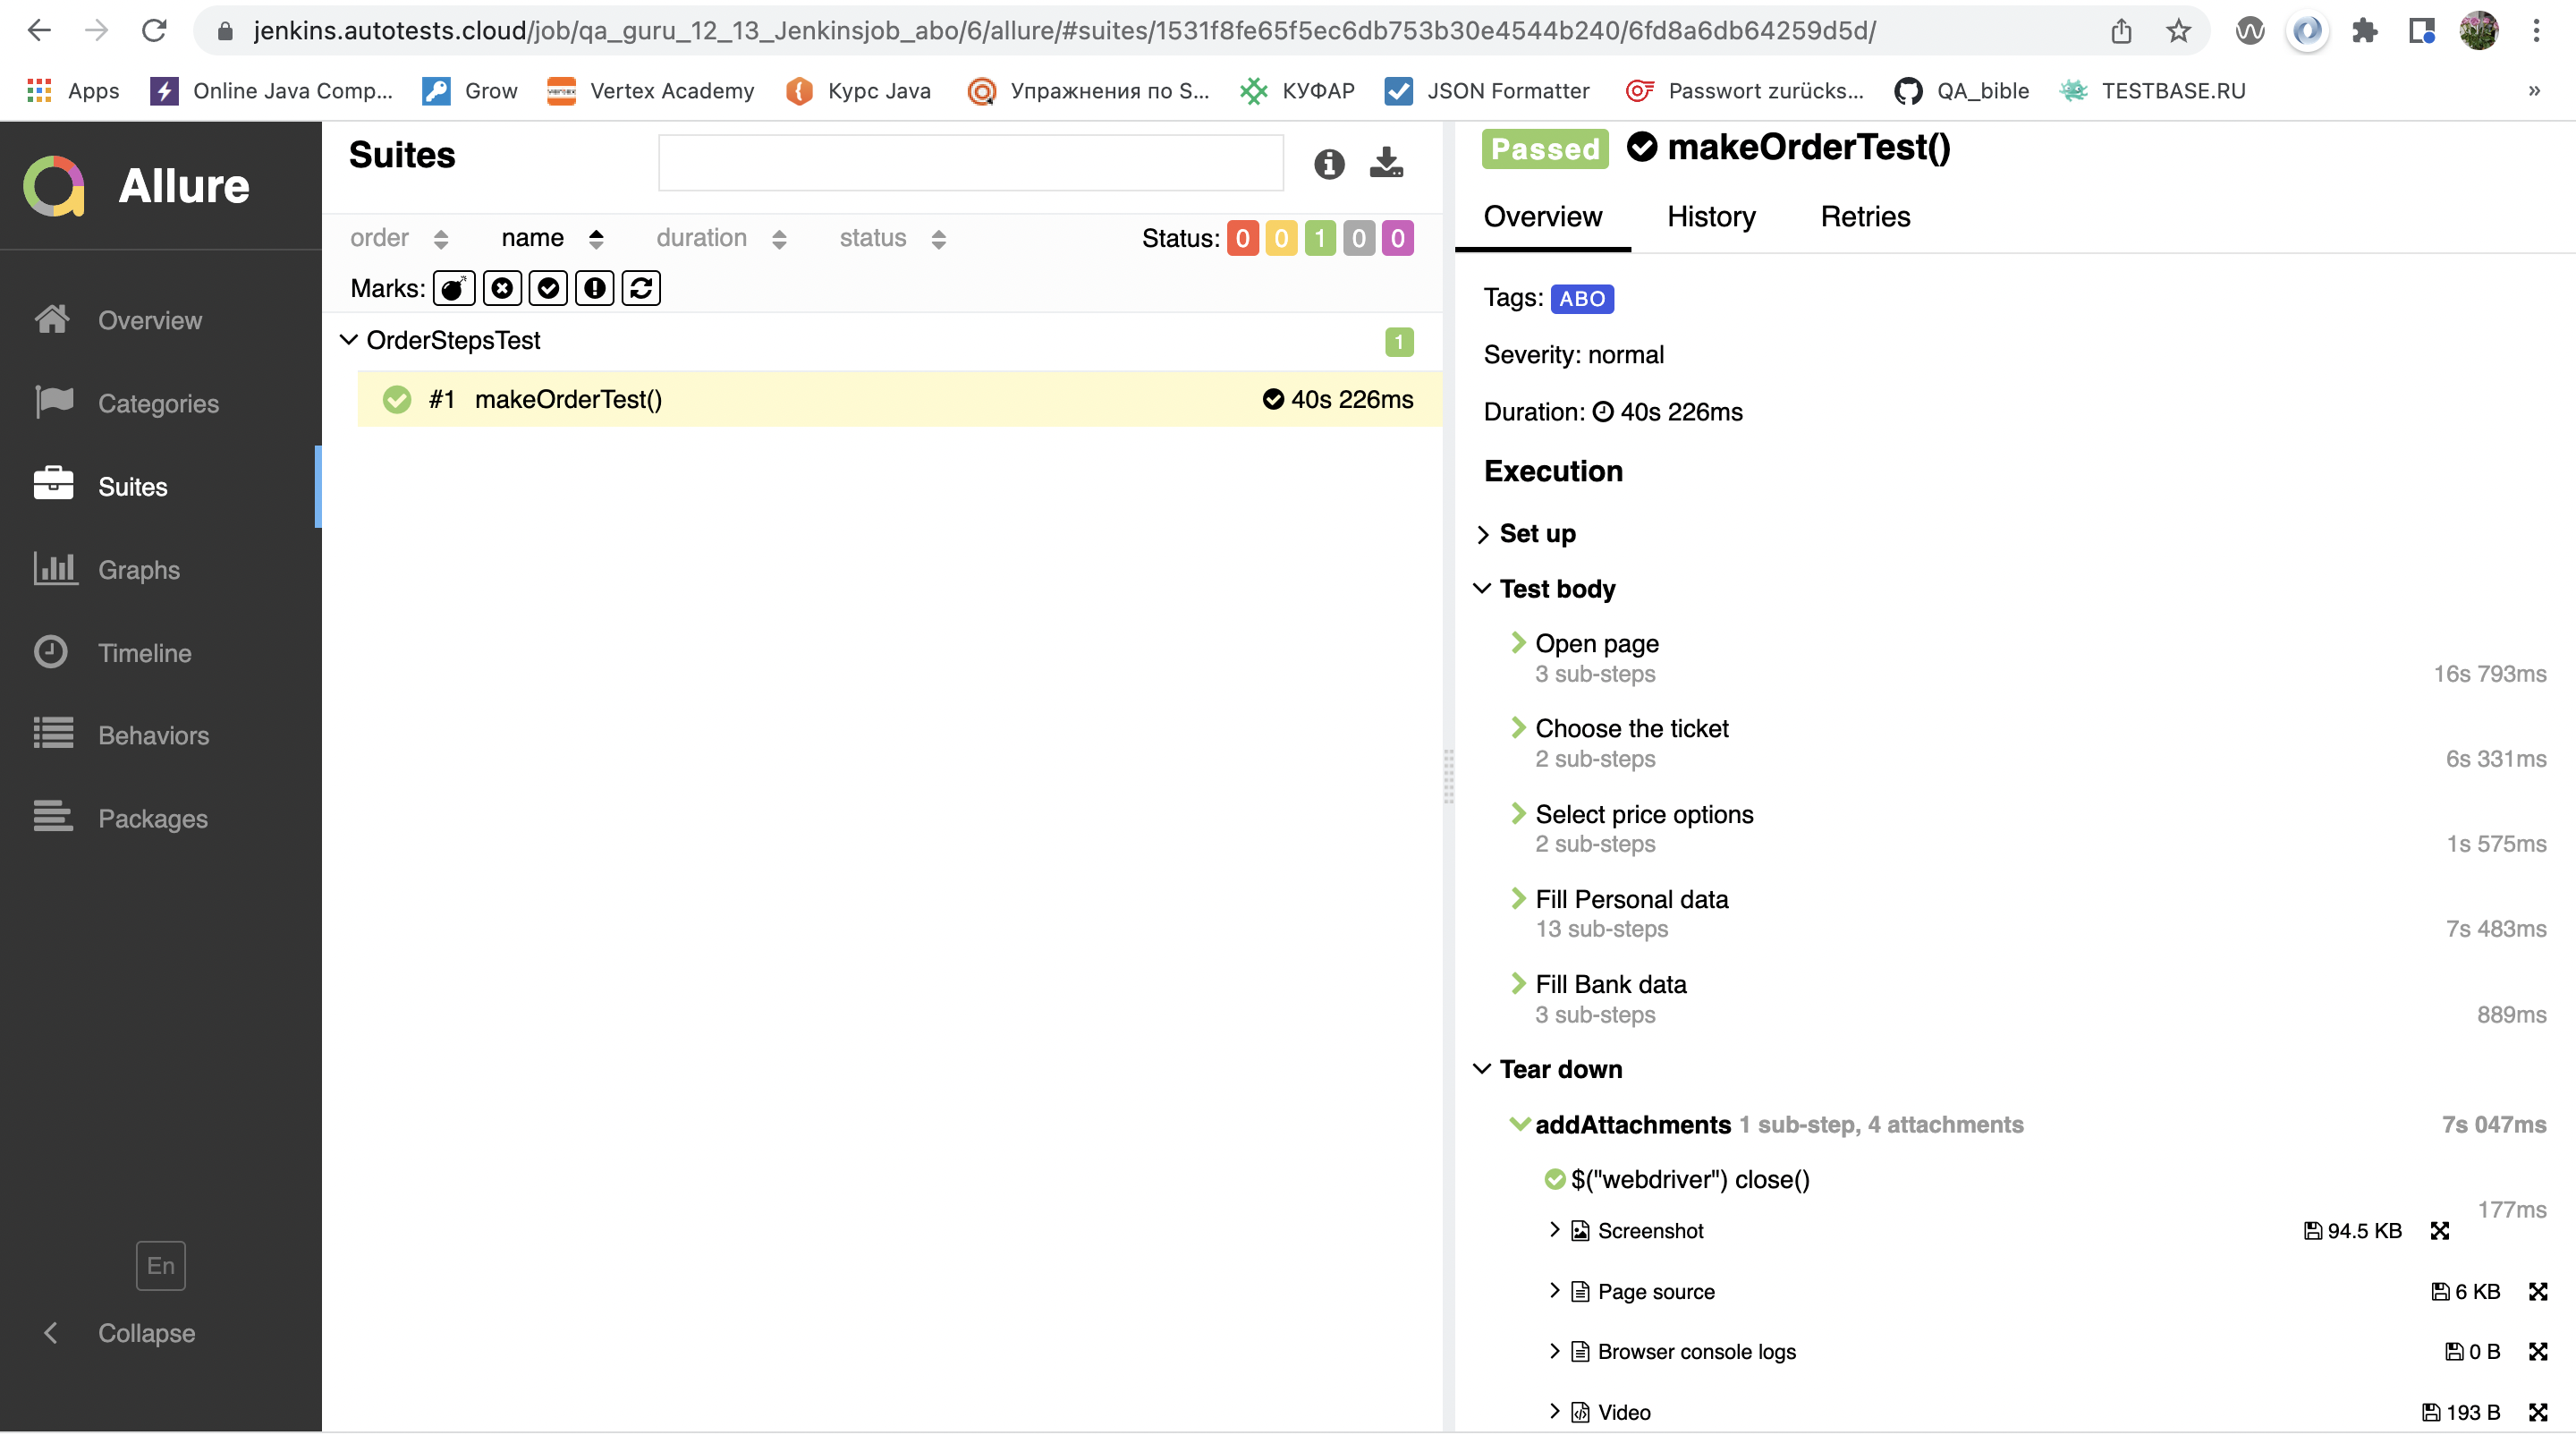 jenkins.autotests.cloud/job/qa_guru_12_13_Jenkinsjob_abo/6/allure/#suites/1531f8fe65f5ec6db753b30e4544b240/6fd8a6db64259d5d/
Apps Online Java Comp... Grow Vertex Academy Курс Java Упражнения по S... КУФАР JSON Formatter Passwort zurücks... QA_bible TESTBASE.RU »
Allure
Overview
Categories
Suites
Graphs
Timeline
Behaviors
Packages
En
Collapse
Suites
order name duration status Status: 0 0 1 0 0
Marks:
OrderStepsTest 1
#1 makeOrderTest() 40s 226ms
Passed makeOrderTest()
Overview History Retries
Tags: ABO
Severity: normal
Duration: 40s 226ms
Execution
Set up
Test body
Open page
3 sub-steps 16s 793ms
Choose the ticket
2 sub-steps 6s 331ms
Select price options
2 sub-steps 1s 575ms
Fill Personal data
13 sub-steps 7s 483ms
Fill Bank data
3 sub-steps 889ms
Tear down
addAttachments 1 sub-step, 4 attachments 7s 047ms
$("webdriver") close()
177ms
Screenshot 94.5 KB
Page source 6 KB
Browser console logs 0 B
Video 193 B